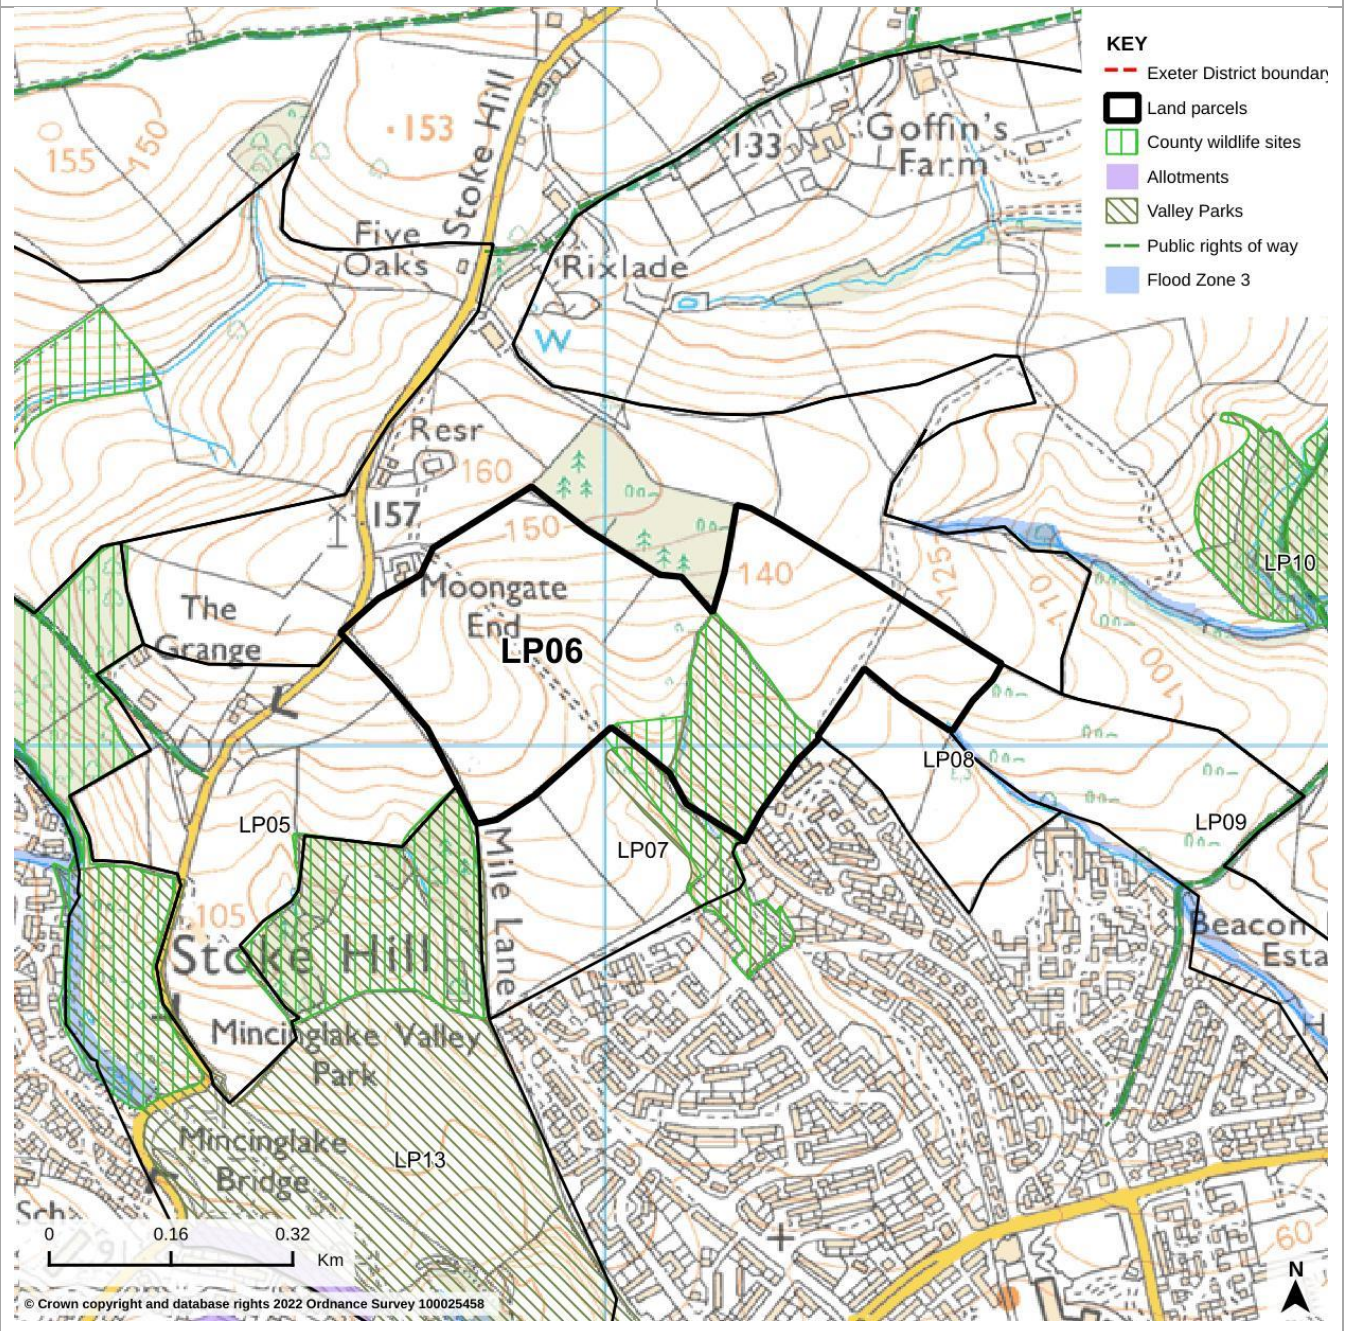 KEY
Exeter District boundary
Land parcels
County wildlife sites
Allotments
Valley Parks
Public rights of way
Flood Zone 3
155
150
153
Stoke Hill
133
Goffin's
Farm
Five
Oaks
Rixlade
W
Resr
160
157
150
140
125
110
100
LP10
Moongate
End
LP06
The
Grange
LP08
LP05
LP07
LP09
Mile Lane
105
Stoke Hill
Beacon
Esta
H
Mincinglake Valley
Park
Mincinglake
Bridge
LP13
Sch
0 0.16 0.32
Km
60
N
© Crown copyright and database rights 2022 Ordnance Survey 100025458